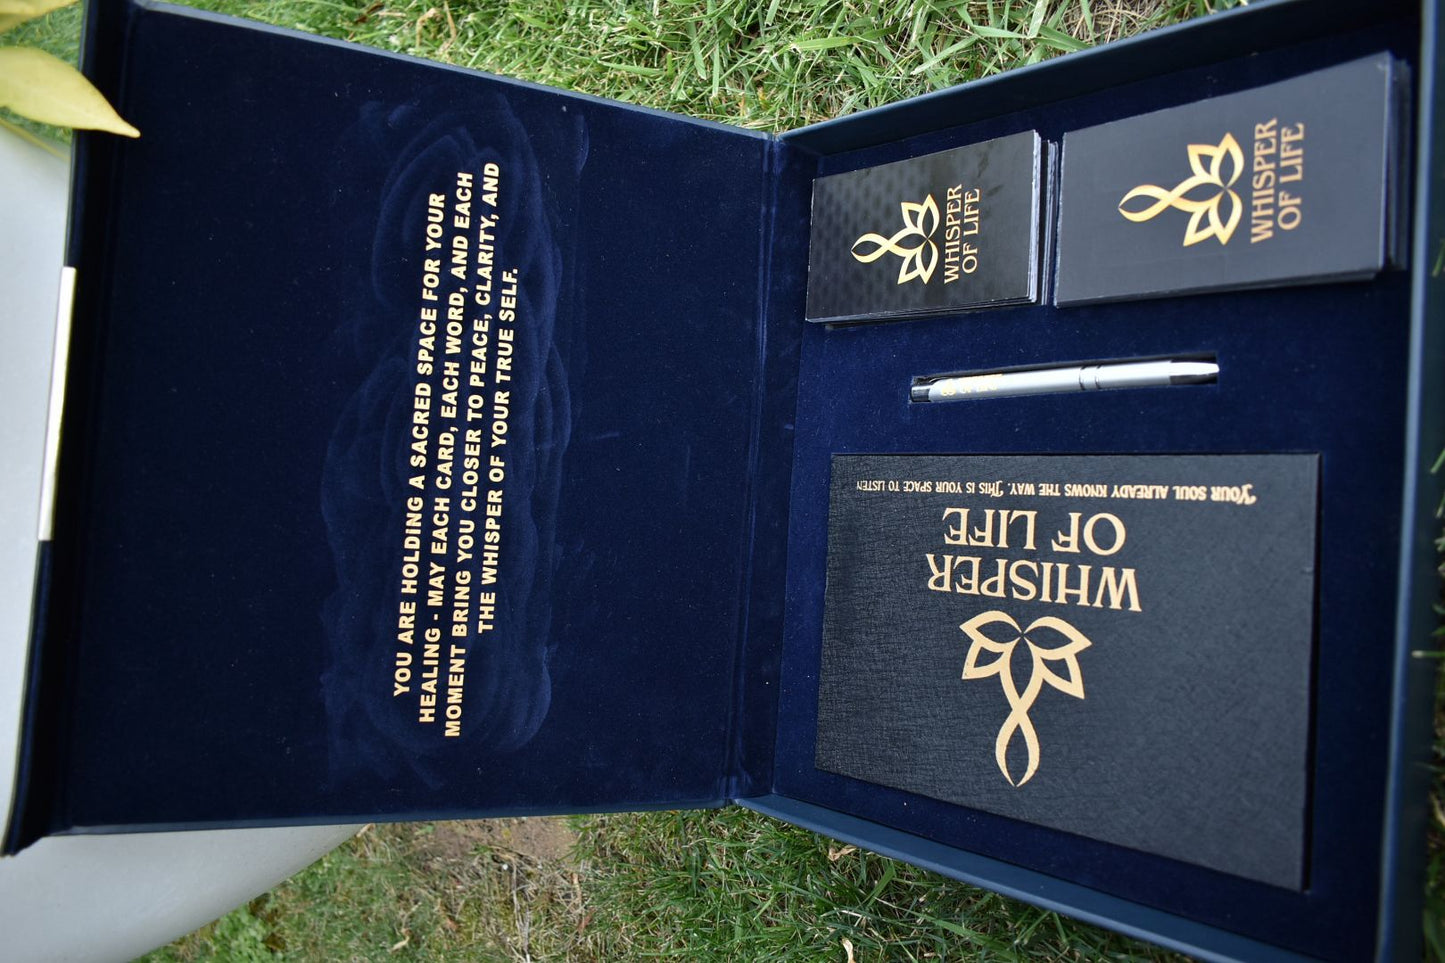 YOU ARE HOLDiNG A SACRED SPACE FOR YOUR
HEALING - MAY EACH CARD, EACH WORD, AND EACH
MOMENT BRING YOU CLOSER TO PEACE, CLARITY, AND
THE WHISPER OF YOUR TRUE SELF.
WHISPER
OF LIFE
WHISPER
OF LIFE
WHISPER
OF LIFE
YOUR SOUL ALREADY KNOWS THE WAY. THIS IS YOUR SPACE TO LISTEN